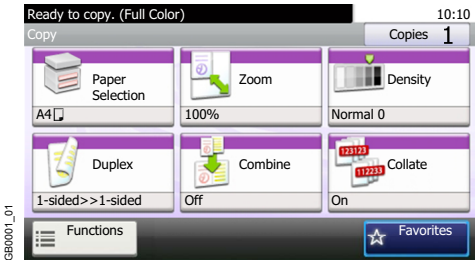 Ready to copy. (Full Color)
10:10
Copy
Copies 1
Paper
Selection
A4
Zoom
100%
Density
Normal 0
Duplex
1-sided>>1-sided
Combine
Off
123123
112233
Collate
On
Functions
Favorites
GB0001_01